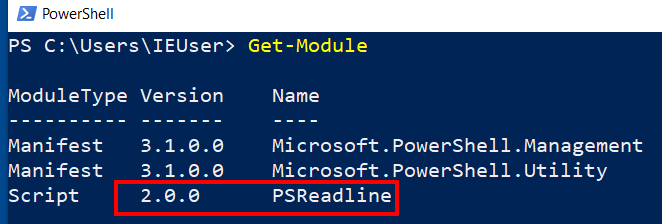 PowerShell
PS C:\Users\IEUser> Get-Module
ModuleType Version    Name
---------- -------    ----
Manifest   3.1.0.0    Microsoft.PowerShell.Management
Manifest   3.1.0.0    Microsoft.PowerShell.Utility
Script     2.0.0      PSReadline